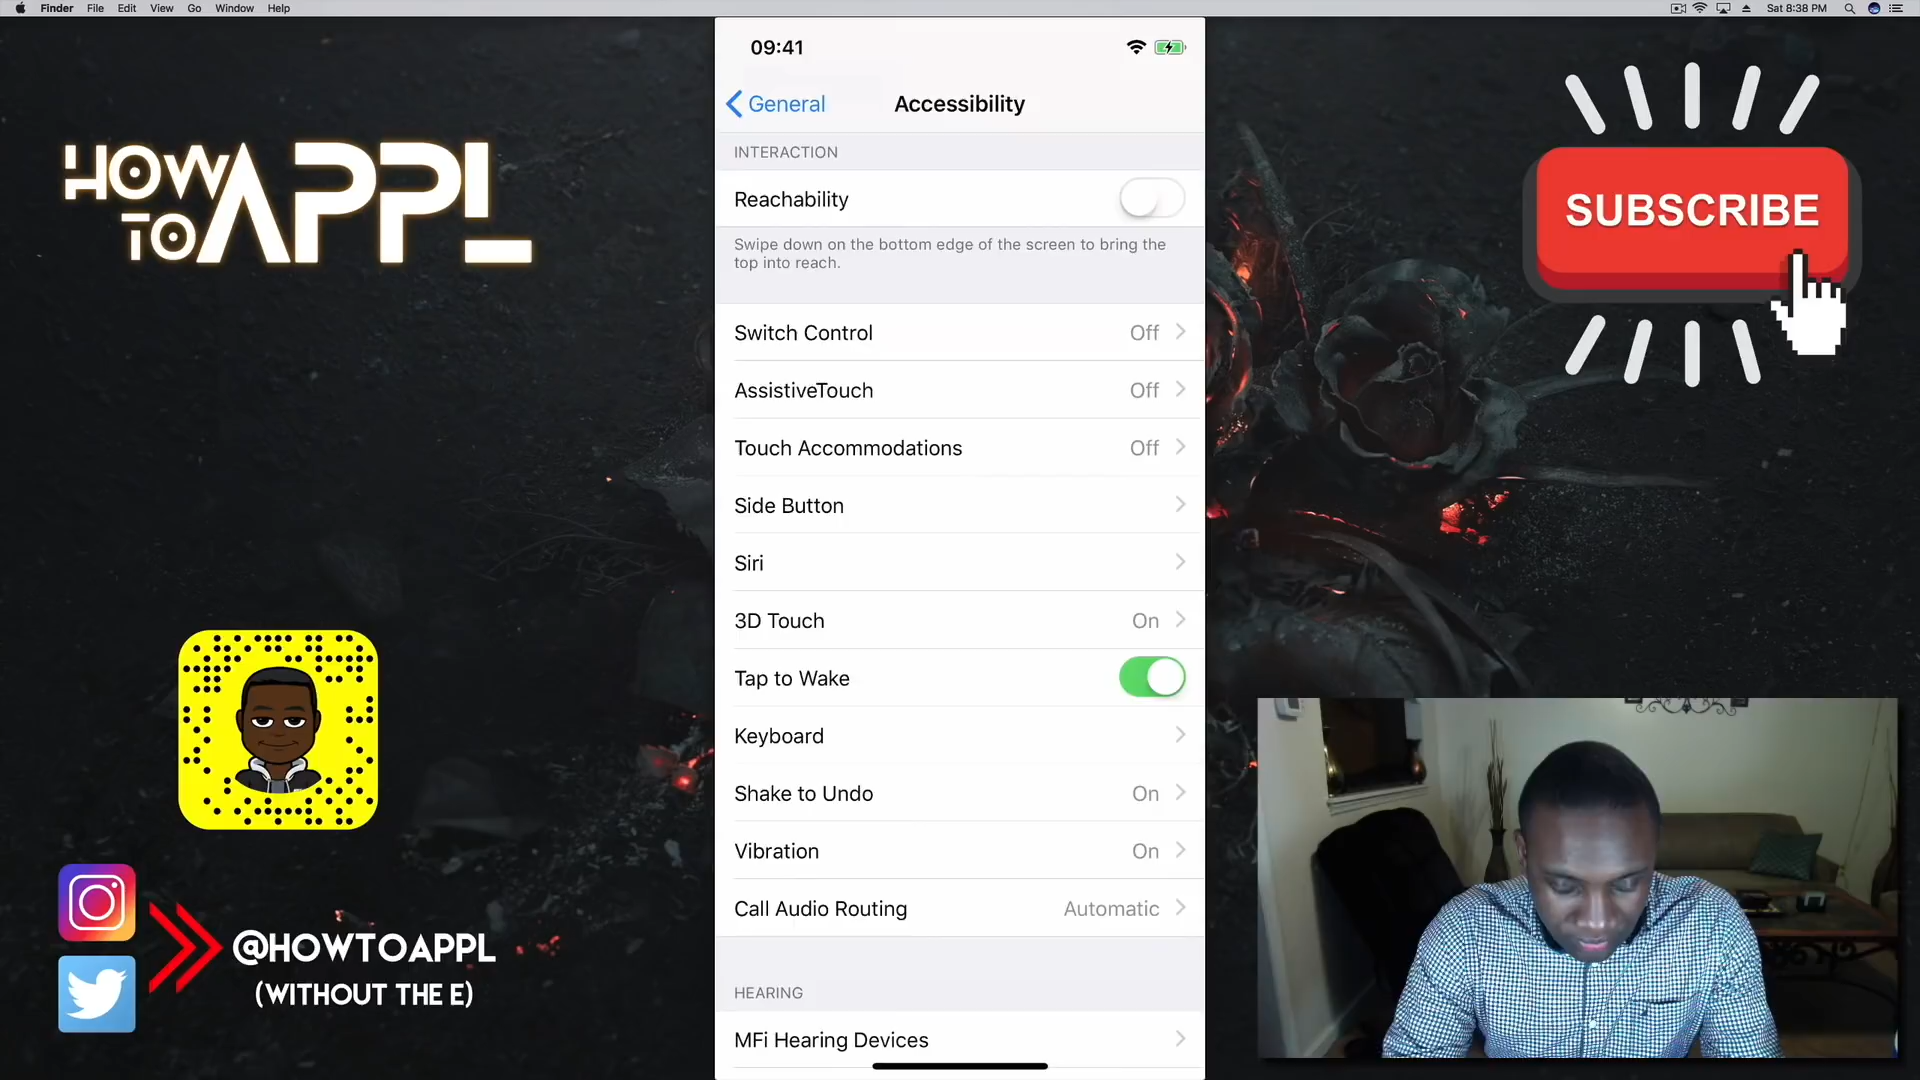 Finder File Edit View Go Window Help
Sat 8:38 PM
HOW
TO APPL
SUBSCRIBE
@HOWTOAPPL
(WITHOUT THE E)
09:41
General
Accessibility
INTERACTION
Reachability
Swipe down on the bottom edge of the screen to bring the
top into reach.
Switch Control Off
AssistiveTouch Off
Touch Accommodations Off
Side Button
Siri
3D Touch On
Tap to Wake
Keyboard
Shake to Undo On
Vibration On
Call Audio Routing Automatic
HEARING
MFi Hearing Devices